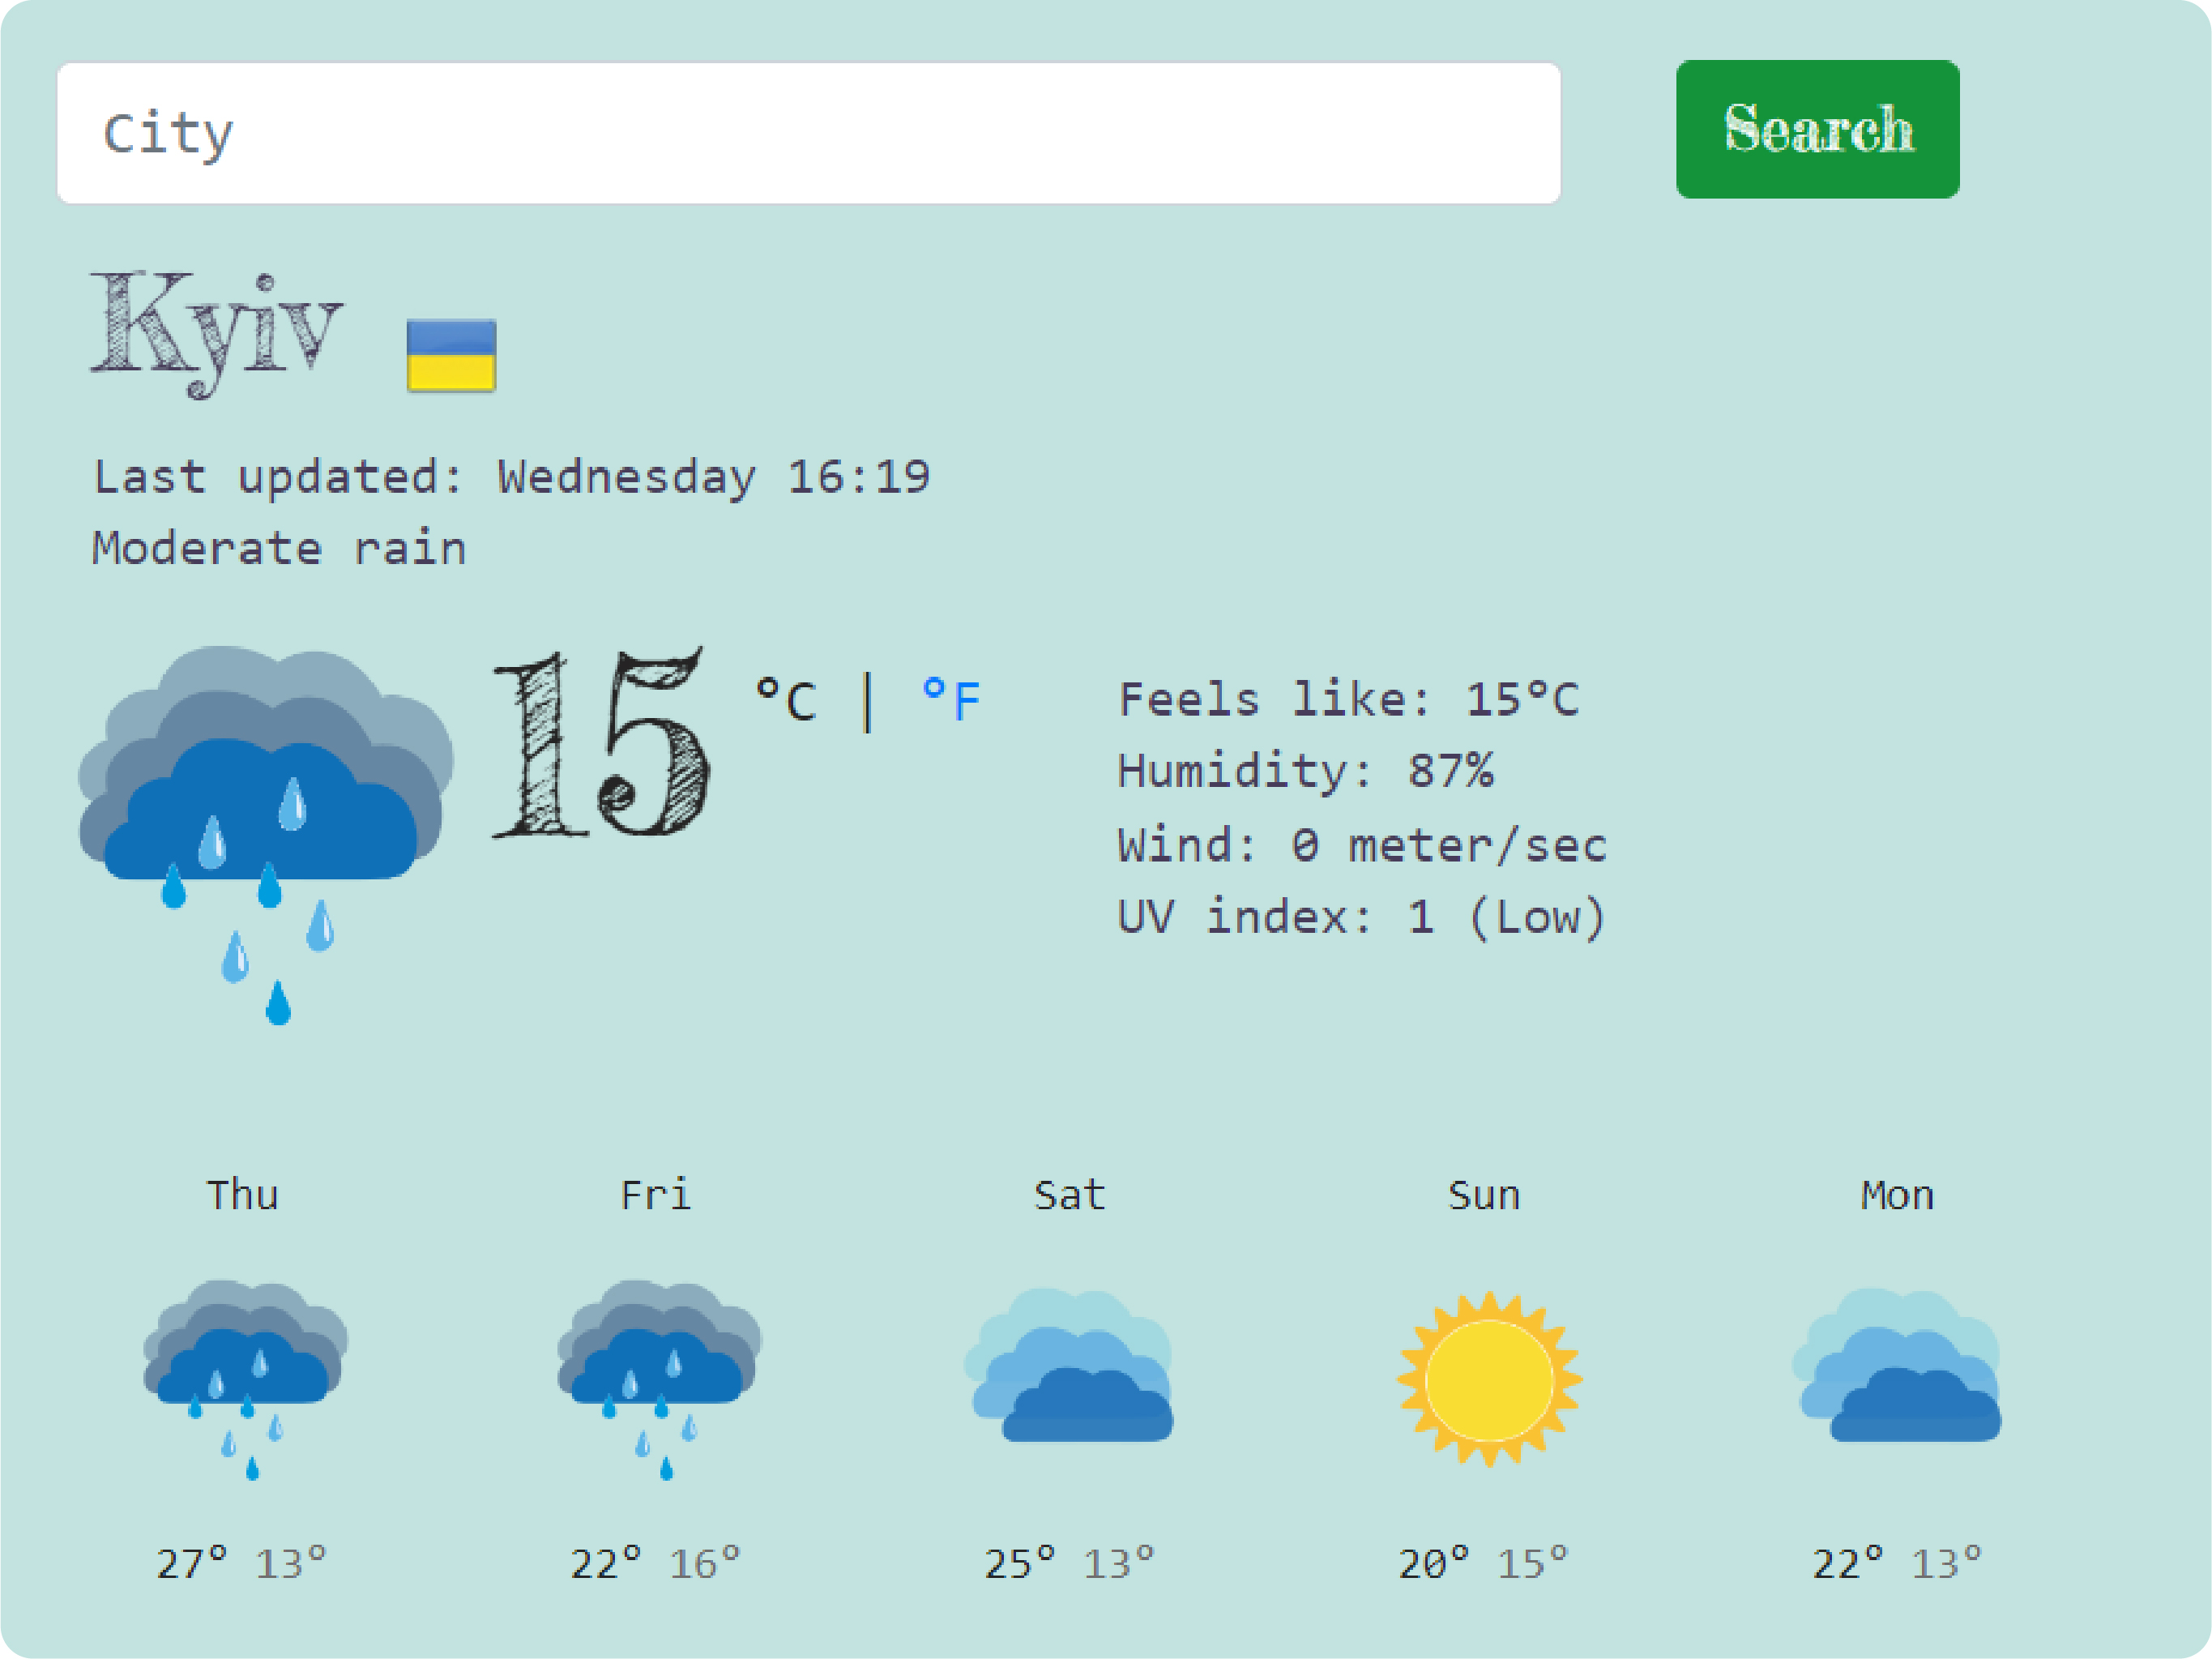 City
Search
Kyiv
Last updated: Wednesday 16:19
Moderate rain
15 °C | °F
Feels like: 15°C
Humidity: 87%
Wind: 0 meter/sec
UV index: 1 (Low)
Thu Fri Sat Sun Mon
27° 13° 22° 16° 25° 13° 20° 15° 22° 13°